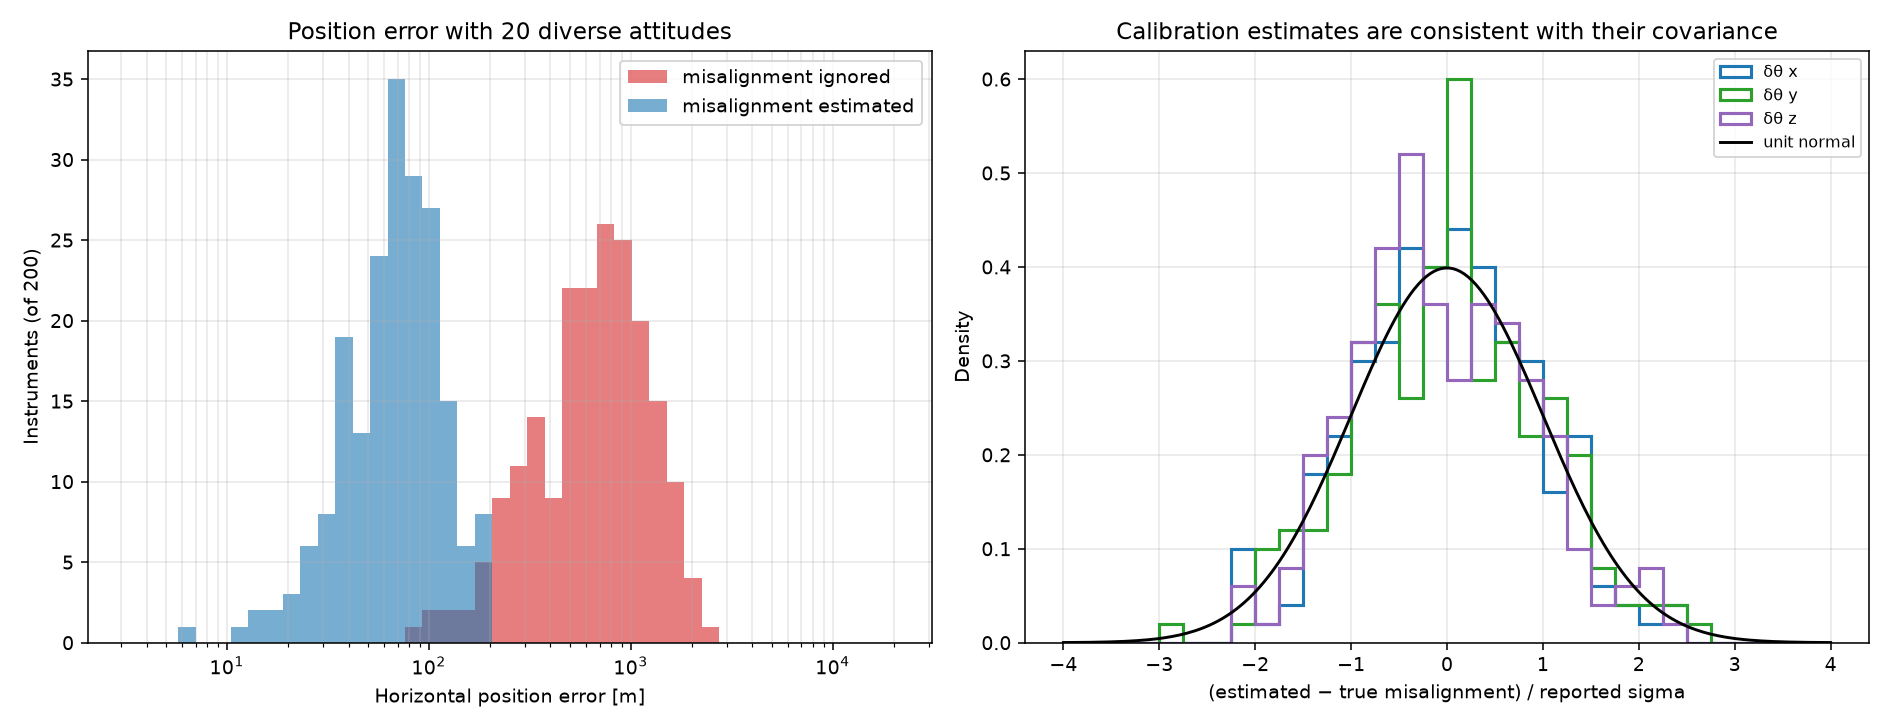 Position error with 20 diverse attitudes
misalignment ignored
misalignment estimated
35
30
25
20
15
10
5
0
Instruments (of 200)
10¹
10²
10³
10⁴
Horizontal position error [m]
Calibration estimates are consistent with their covariance
δθ x
δθ y
δθ z
unit normal
0.6
0.5
0.4
0.3
0.2
0.1
0.0
Density
−4
−3
−2
−1
0
1
2
3
4
(estimated − true misalignment) / reported sigma